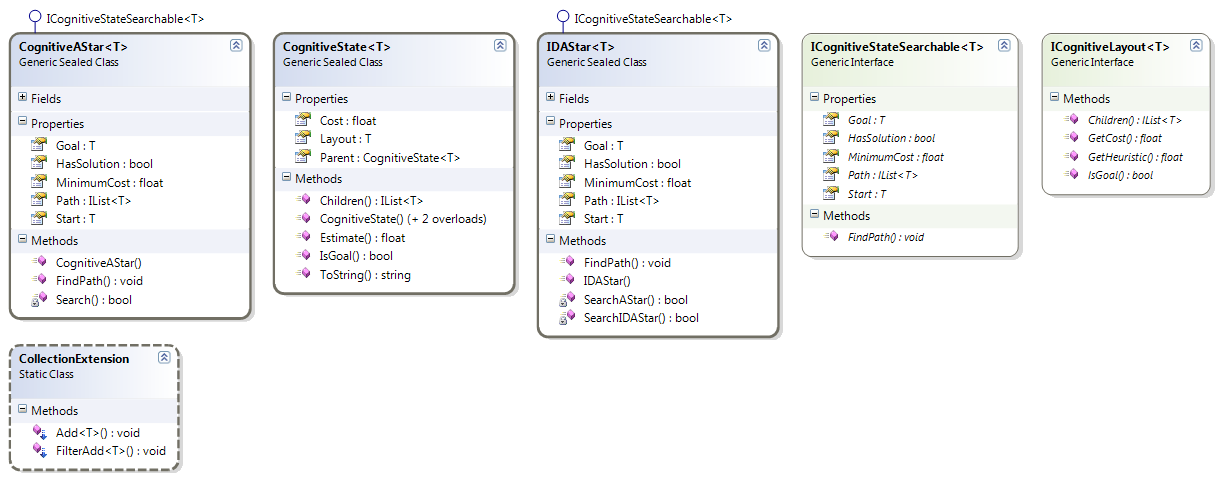 ICognitiveStateSearchable<T>
CognitiveAStar<T>
Generic Sealed Class
Fields
Properties
Goal : T
HasSolution : bool
MinimumCost : float
Path : IList<T>
Start : T
Methods
CognitiveAStar()
FindPath() : void
Search() : bool
CognitiveState<T>
Generic Sealed Class
Properties
Cost : float
Layout : T
Parent : CognitiveState<T>
Methods
Children() : IList<T>
CognitiveState() (+ 2 overloads)
Estimate() : float
IsGoal() : bool
ToString() : string
ICognitiveStateSearchable<T>
IDAStar<T>
Generic Sealed Class
Fields
Properties
Goal : T
HasSolution : bool
MinimumCost : float
Path : IList<T>
Start : T
Methods
FindPath() : void
IDAStar()
SearchAStar() : bool
SearchIDAStar() : bool
ICognitiveStateSearchable<T>
Generic Interface
Properties
Goal : T
HasSolution : bool
MinimumCost : float
Path : IList<T>
Start : T
Methods
FindPath() : void
ICognitiveLayout<T>
Generic Interface
Methods
Children() : IList<T>
GetCost() : float
GetHeuristic() : float
IsGoal() : bool
CollectionExtension
Static Class
Methods
Add<T>() : void
FilterAdd<T>() : void